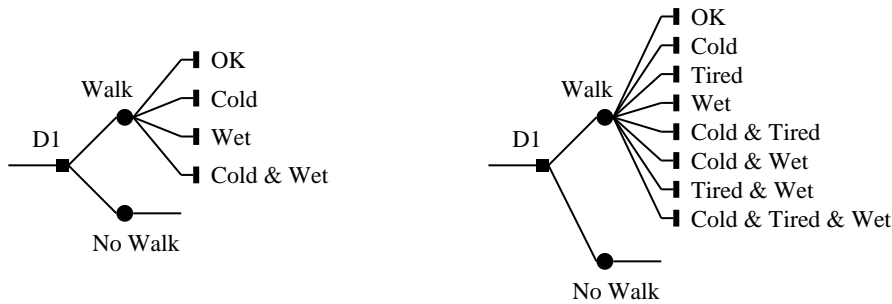 OK
Cold
Wet
Cold & Wet
Walk
D1
No Walk
OK
Cold
Tired
Wet
Cold & Tired
Cold & Wet
Tired & Wet
Cold & Tired & Wet
Walk
D1
No Walk